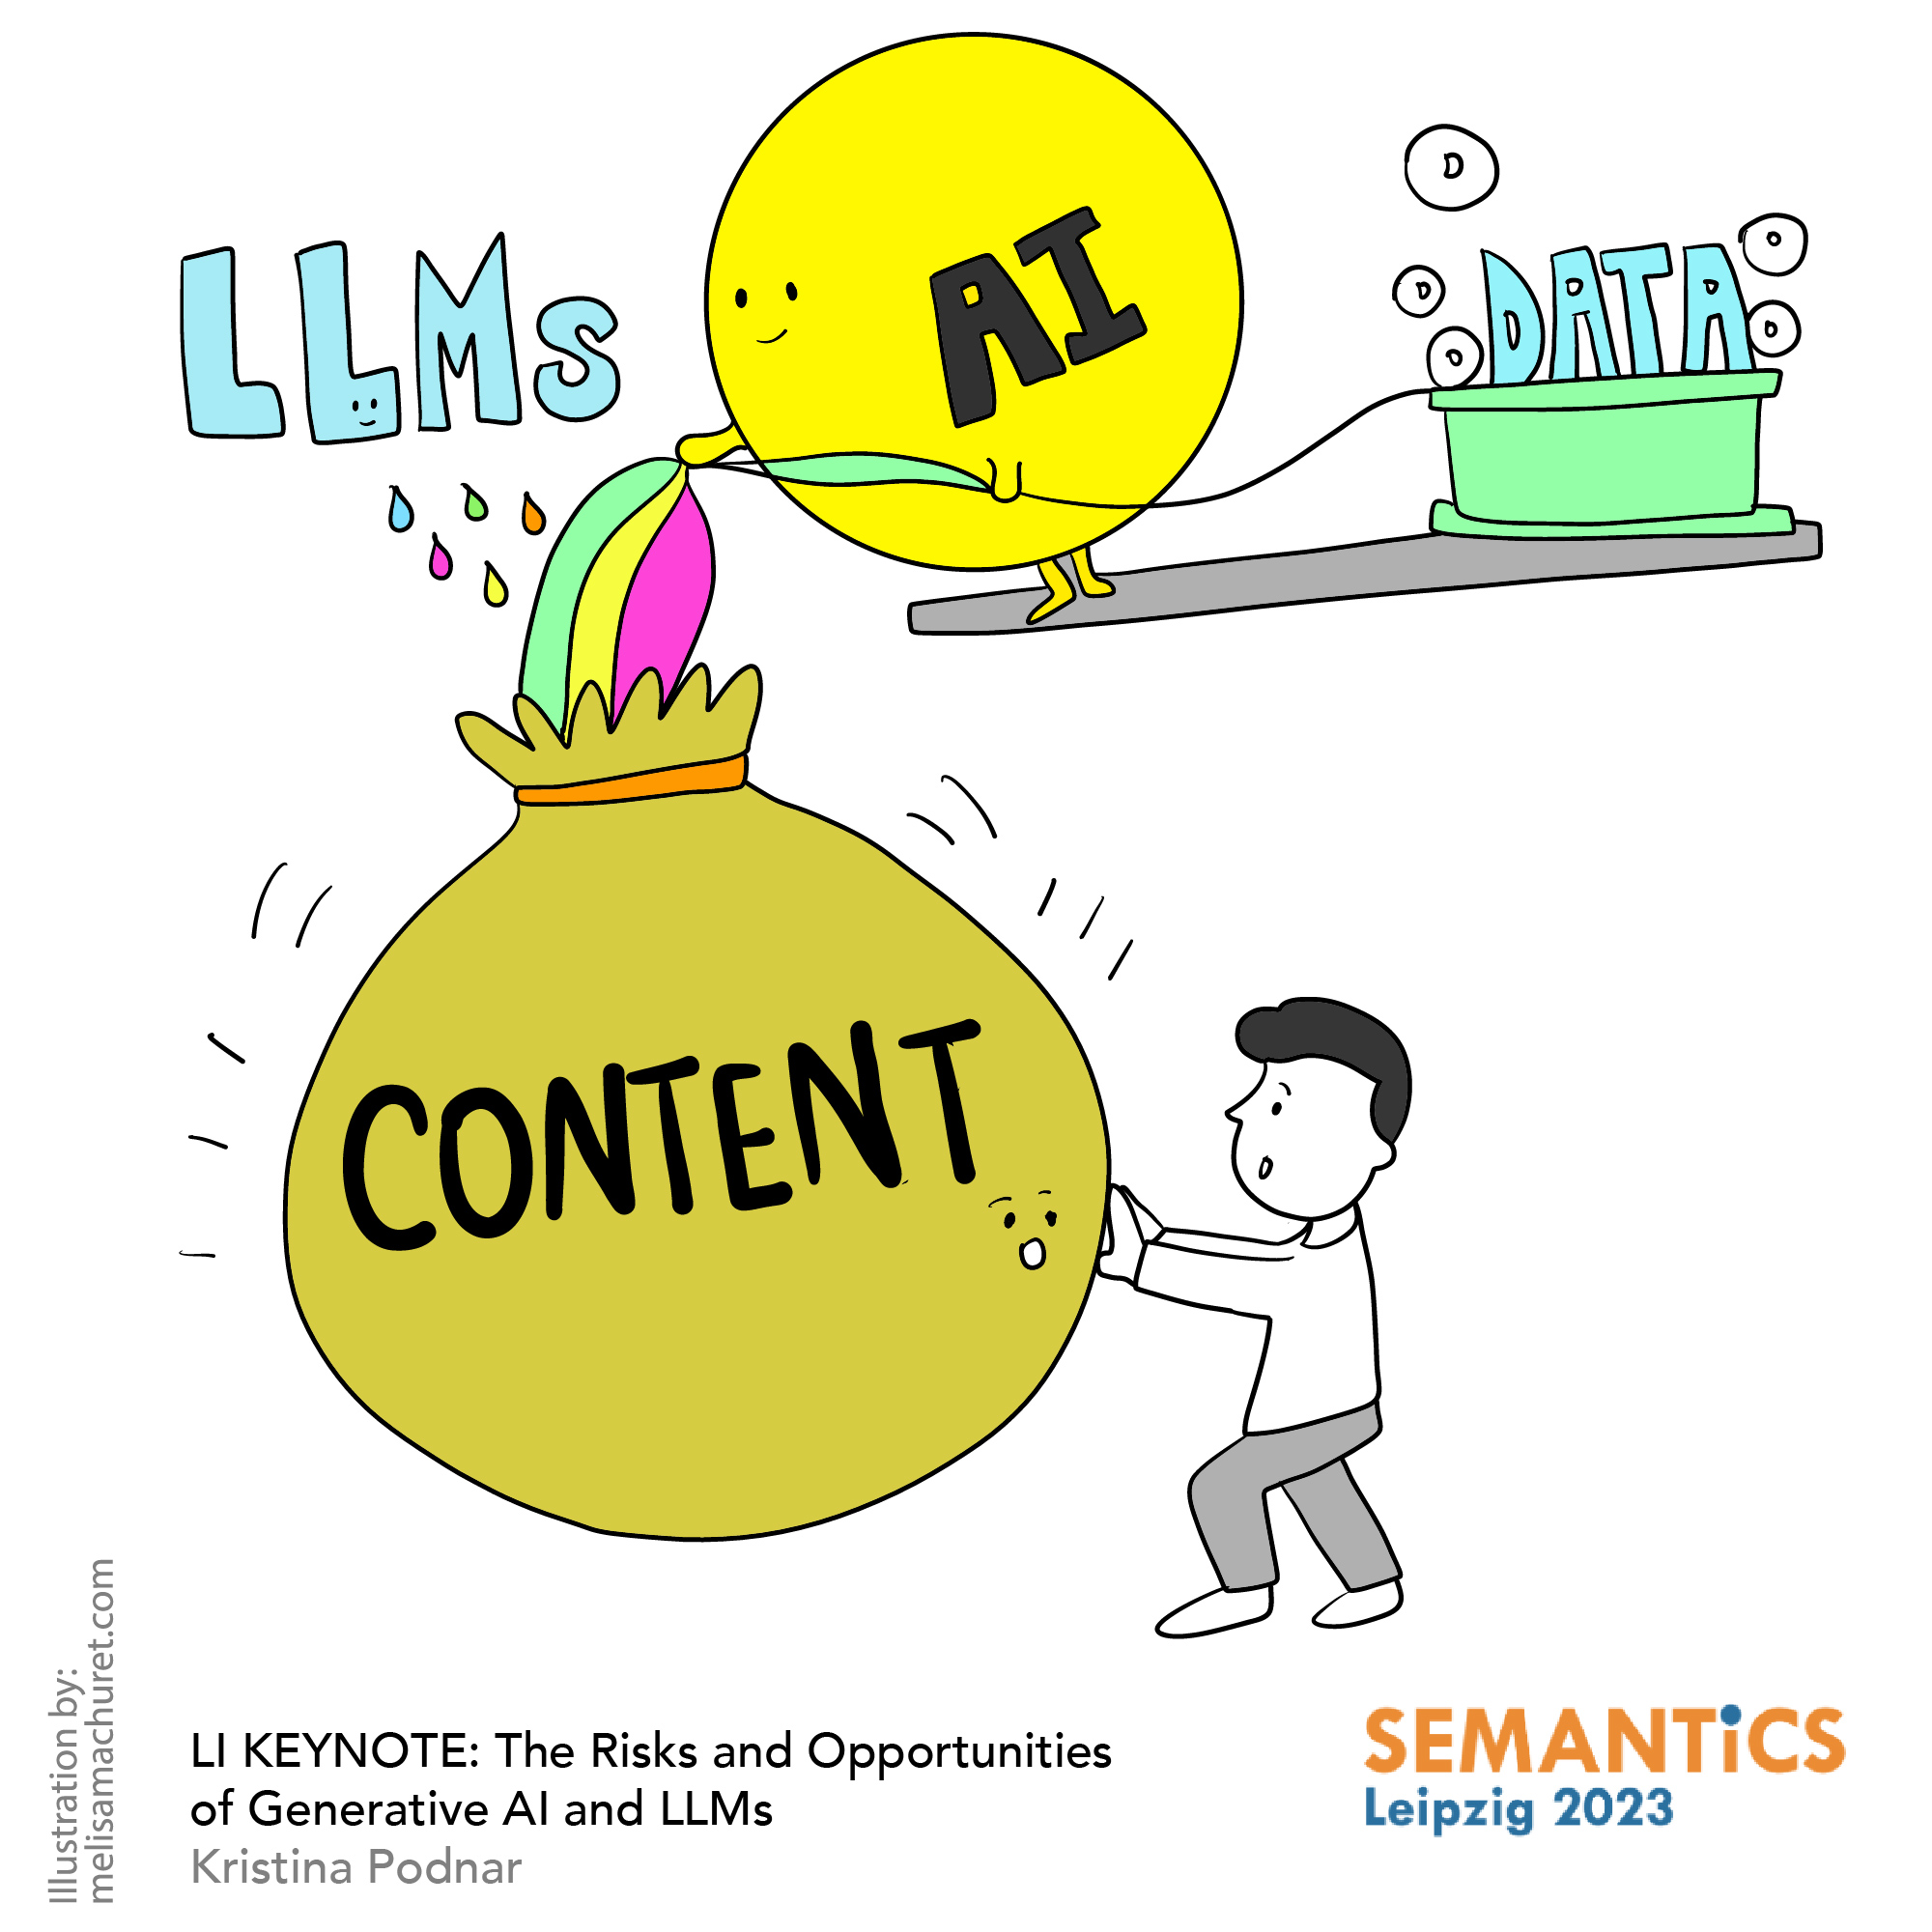 LLMs
AI
D
D
D
D
D
D
DATA
CONTENT
Illustration by:
melisamachuret.com
LI KEYNOTE: The Risks and Opportunities
of Generative AI and LLMs
Kristina Podnar
SEMANTiCS
Leipzig 2023